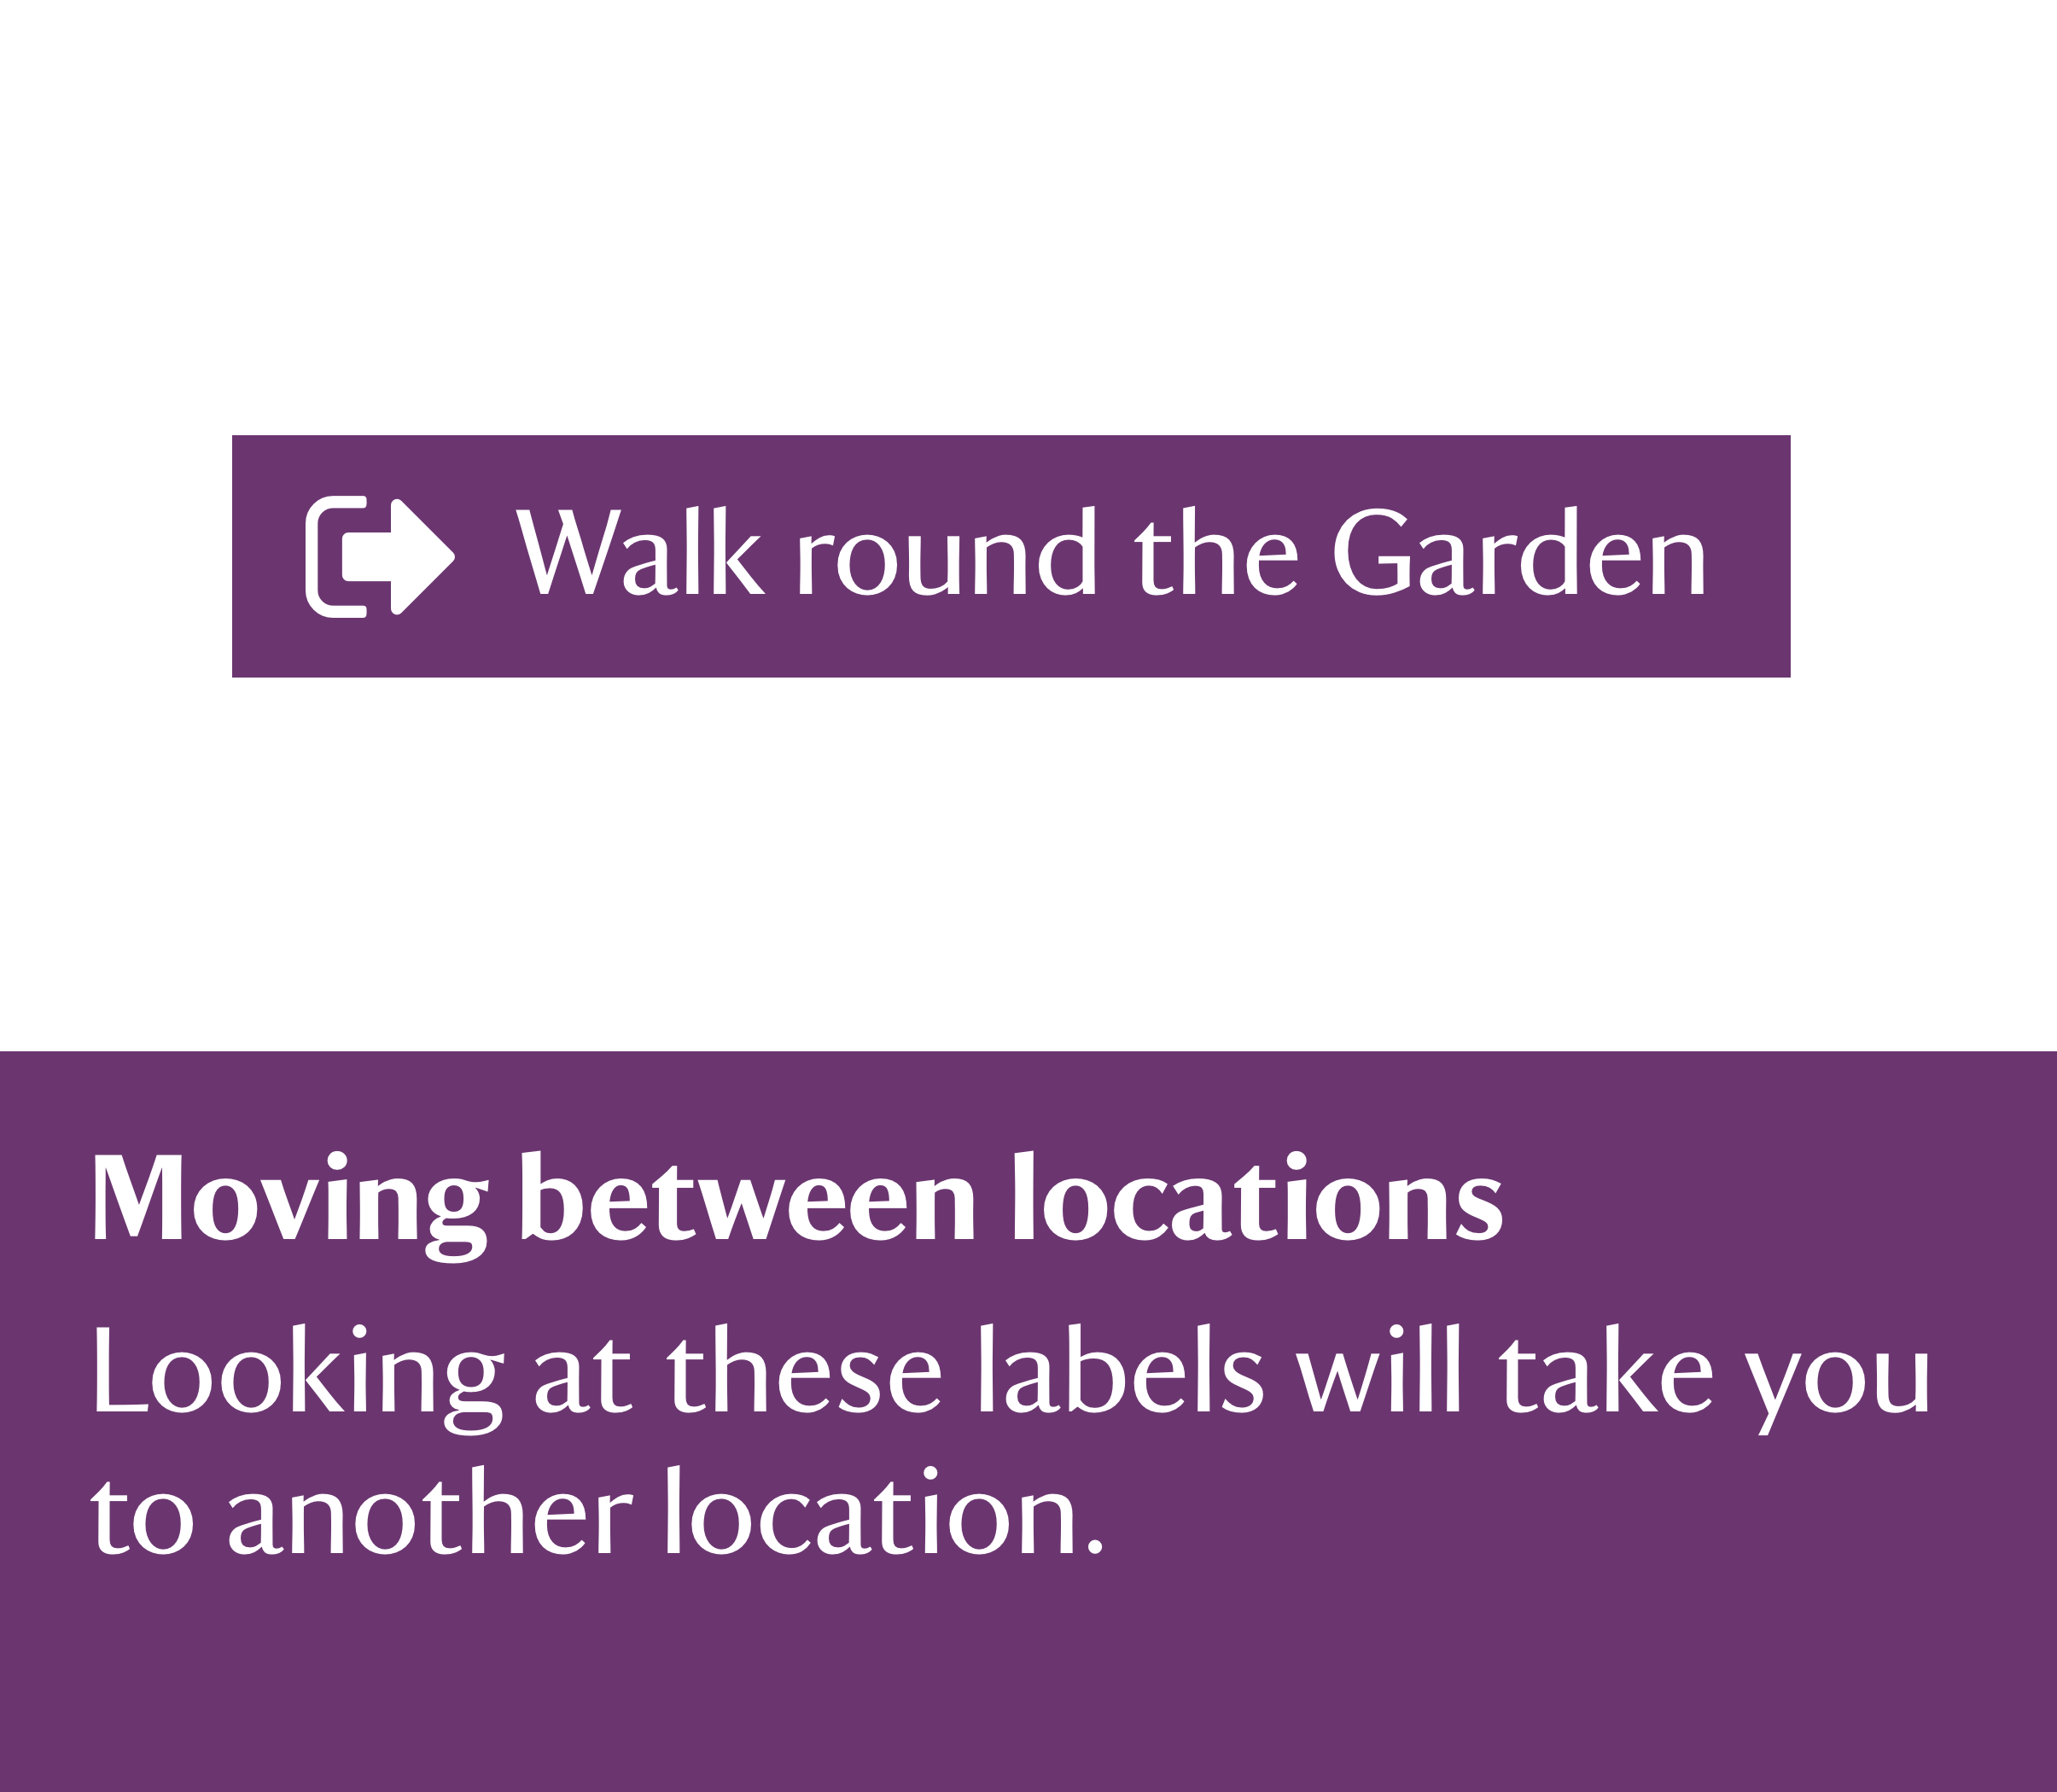 Walk round the Garden
Moving between locations
Looking at these labels will take you
to another location.